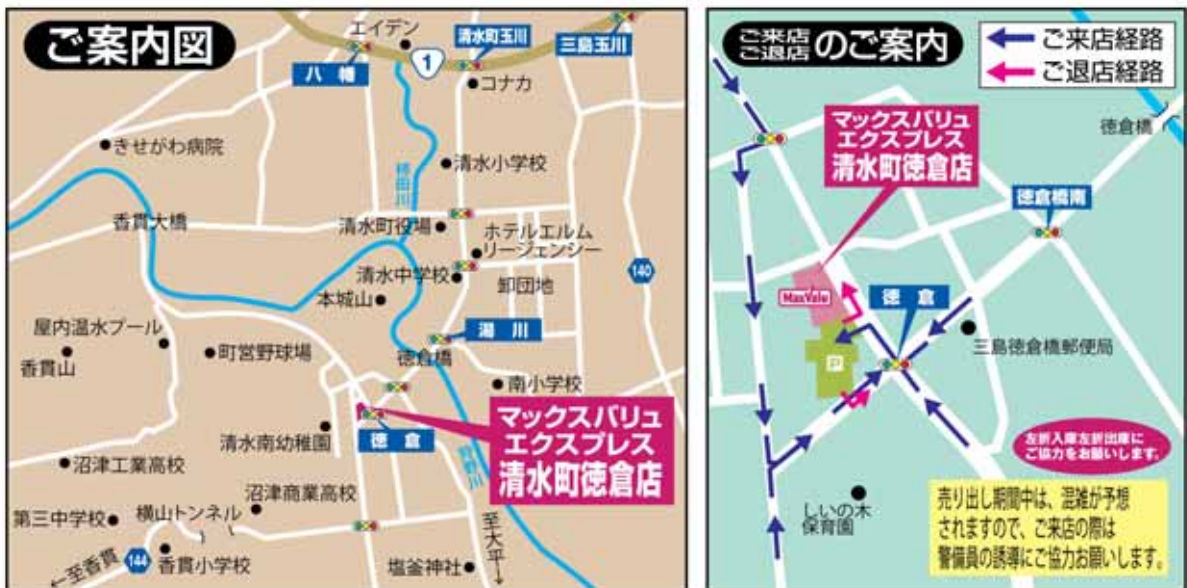 ご案内図
エイデン
清水町玉川
三島玉川
八幡
1
コナカ
きせがわ病院
柿田川
清水小学校
香貫大橋
清水町役場
ホテルエルム
リージェンシー
清水中学校
卸団地
140
本城山
湯川
屋内温水プール
町営野球場
徳倉橋
香貫山
南小学校
マックスバリュ
エクスプレス
清水町徳倉店
徳倉
清水南幼稚園
狩野川
沼津工業高校
沼津商業高校
第三中学校
横山トンネル
至大平→
←至香貫
144
香貫小学校
塩釜神社
ご来店
ご退店
のご案内
ご来店経路
ご退店経路
徳倉橋
マックスバリュ
エクスプレス
清水町徳倉店
徳倉橋南
MaxValu
徳倉
三島徳倉橋郵便局
P
左折入庫左折出庫に
ご協力をお願いします。
しいの木
保育園
売り出し期間中は、混雑が予想
されますので、ご来店の際は
警備員の誘導にご協力お願いします。